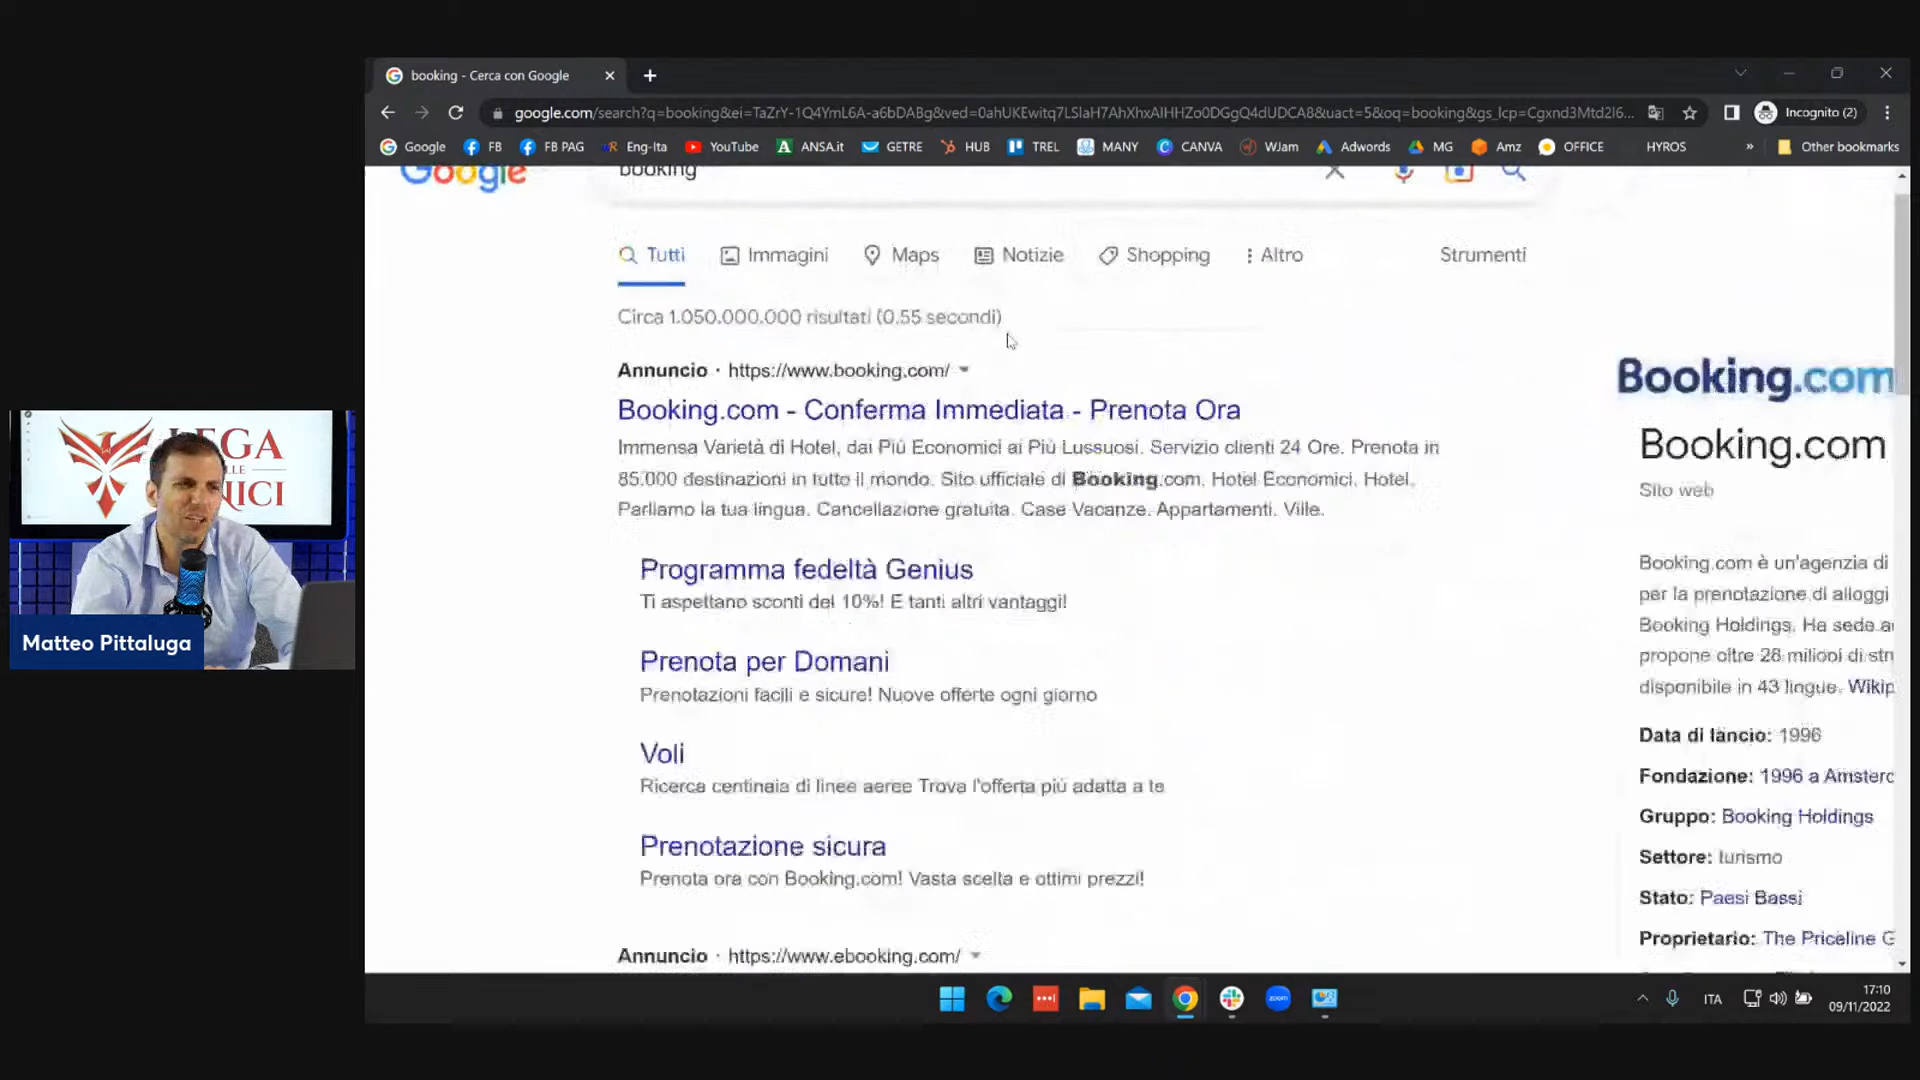 booking - Cerca con Google
google.com/search?q=booking&ei=TaZrY-1Q4YmL6A-a6bDABg&ved=0ahUKEwitq7LSlaH7AhXhxAIHHZo0DGgQ4dUDCA8&uact=5&oq=booking&gs_lcp=Cgxnd3Mtd2l6...
Incognito (2)
Google FB FB PAG Eng-Ita YouTube ANSA.it GETRE HUB TREL MANY CANVA WJam Adwords MG Amz OFFICE HYROS » Other bookmarks
Google
booking
Tutti Immagini Maps Notizie Shopping Altro Strumenti
Circa 1.050.000.000 risultati (0,55 secondi)
Annuncio · https://www.booking.com/
Booking.com - Conferma Immediata - Prenota Ora
Immensa Varietà di Hotel, dai Più Economici ai Più Lussuosi. Servizio clienti 24 Ore. Prenota in
85.000 destinazioni in tutto il mondo. Sito ufficiale di Booking.com. Hotel Economici. Hotel.
Parliamo la tua lingua. Cancellazione gratuita. Case Vacanze. Appartamenti. Ville.
Programma fedeltà Genius
Ti aspettano sconti del 10%! E tanti altri vantaggi!
Prenota per Domani
Prenotazioni facili e sicure! Nuove offerte ogni giorno
Voli
Ricerca centinaia di linee aeree Trova l'offerta più adatta a te
Prenotazione sicura
Prenota ora con Booking.com! Vasta scelta e ottimi prezzi!
Annuncio · https://www.ebooking.com/
Booking.com
Booking.com
Sito web
Booking.com è un'agenzia di
per la prenotazione di alloggi
Booking Holdings. Ha sede a
propone oltre 28 milioni di str
disponibile in 43 lingue. Wikip
Data di lancio: 1996
Fondazione: 1996 a Amsterd
Gruppo: Booking Holdings
Settore: turismo
Stato: Paesi Bassi
Proprietario: The Priceline G
LEGA
Matteo Pittaluga
zoom
ITA
17:10
09/11/2022